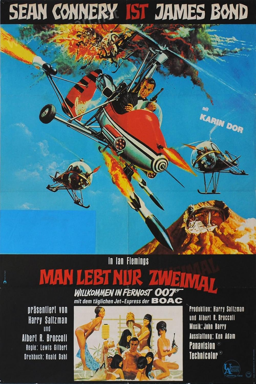 SEAN CONNERY IST JAMES BOND
mit KARIN DOR
in Ian Flemings
MAN LEBT NUR ZWEIMAL
WILLKOMMEN IN FERNOST 007
mit dem täglichen Jet-Express der BOAC
präsentiert von
Harry Saltzman
und
Albert R. Broccoli
Regie: Lewis Gilbert
Drehbuch: Roald Dahl
Produktion: Harry Saltzman
und Albert R. Broccoli
Musik: John Barry
Ausstattung: Ken Adam
Panavision
Technicolor